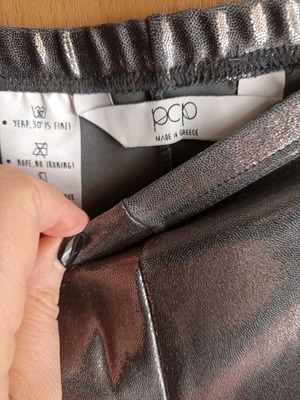 pcp
MADE IN GREECE
• YEAP, 30° IS FINE!
• NOPE, NO IRONING!